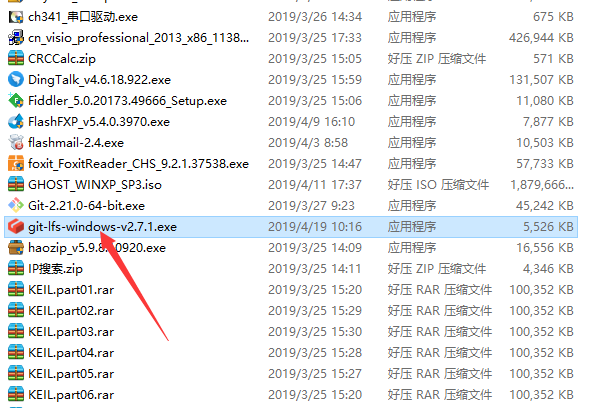 ch341_串口驱动.exe 2019/3/26 14:34 应用程序 675 KB
cn_visio_professional_2013_x86_1138... 2019/3/25 17:33 应用程序 426,944 KB
CRCCalc.zip 2019/3/25 15:05 好压 ZIP 压缩文件 571 KB
DingTalk_v4.6.18.922.exe 2019/3/25 15:59 应用程序 131,507 KB
Fiddler_5.0.20173.49666_Setup.exe 2019/3/25 15:06 应用程序 11,080 KB
FlashFXP_v5.4.0.3970.exe 2019/4/9 16:10 应用程序 7,877 KB
flashmail-2.4.exe 2019/4/3 8:58 应用程序 10,503 KB
foxit_FoxitReader_CHS_9.2.1.37538.exe 2019/3/25 14:47 应用程序 57,733 KB
GHOST_WINXP_SP3.iso 2019/4/11 17:37 好压 ISO 压缩文件 1,879,666...
Git-2.21.0-64-bit.exe 2019/3/27 9:23 应用程序 45,242 KB
git-lfs-windows-v2.7.1.exe 2019/4/19 10:16 应用程序 5,526 KB
haozip_v5.9.8. 0920.exe 2019/3/25 14:09 应用程序 16,556 KB
IP搜索.zip 2019/3/25 14:11 好压 ZIP 压缩文件 4,346 KB
KEIL.part01.rar 2019/3/25 15:20 好压 RAR 压缩文件 100,352 KB
KEIL.part02.rar 2019/3/25 15:29 好压 RAR 压缩文件 100,352 KB
KEIL.part03.rar 2019/3/25 15:30 好压 RAR 压缩文件 100,352 KB
KEIL.part04.rar 2019/3/25 15:28 好压 RAR 压缩文件 100,352 KB
KEIL.part05.rar 2019/3/25 15:27 好压 RAR 压缩文件 100,352 KB
KEIL.part06.rar 2019/3/25 15:20 好压 RAR 压缩文件 100,352 KB